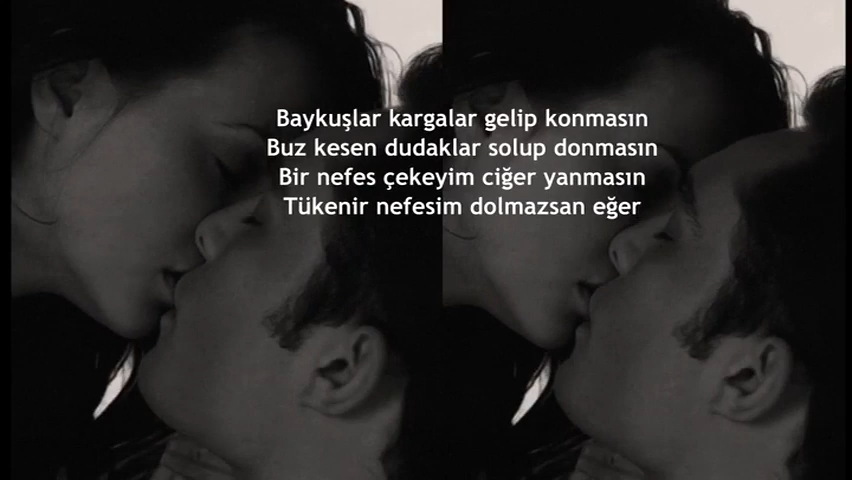 Baykuşlar kargalar gelip konmasın
Buz kesen dudaklar solup donmasın
Bir nefes çekeyim ciğer yanmasın
Tükenir nefesim dolmazsan eğer